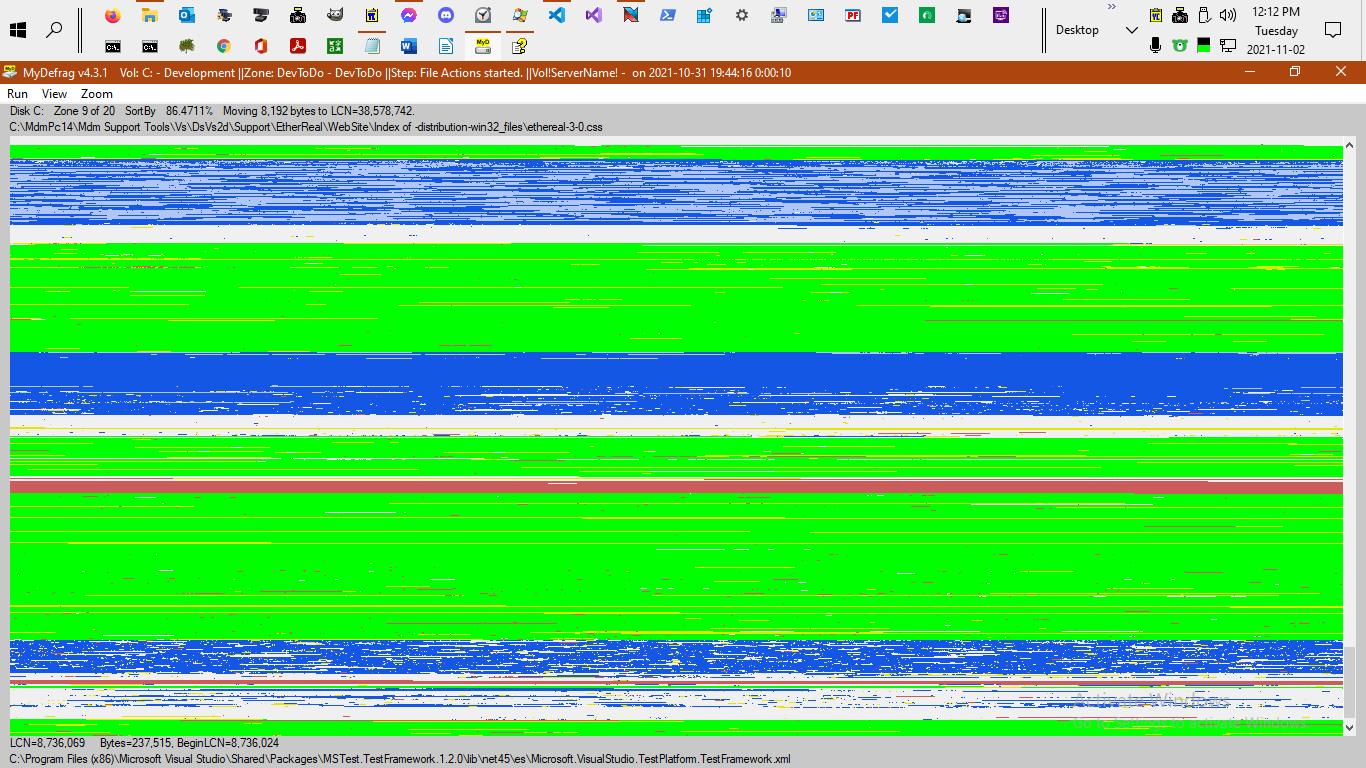 12:12 PM
Desktop
Tuesday
2021-11-02
MyDefrag v4.3.1 Vol: C: - Development ||Zone: DevToDo - DevToDo ||Step: File Actions started. ||Vol!ServerName! - on 2021-10-31 19:44:16 0:00:10
Run View Zoom
Disk C: Zone 9 of 20 SortBy 86.4711% Moving 8,192 bytes to LCN=38,578,742.
C:\MdmPc14\Mdm Support Tools\Vs\DsVs2d\Support\EtherReal\WebSite\Index of -distribution-win32_files\ethereal-3-0.css
Activate Windows
Go to Settings to activate Windows.
LCN=8,736,069 Bytes=237,515, BeginLCN=8,736,024
C:\Program Files (x86)\Microsoft Visual Studio\Shared\Packages\MSTest.TestFramework.1.2.0\lib\net45\es\Microsoft.VisualStudio.TestPlatform.TestFramework.xml